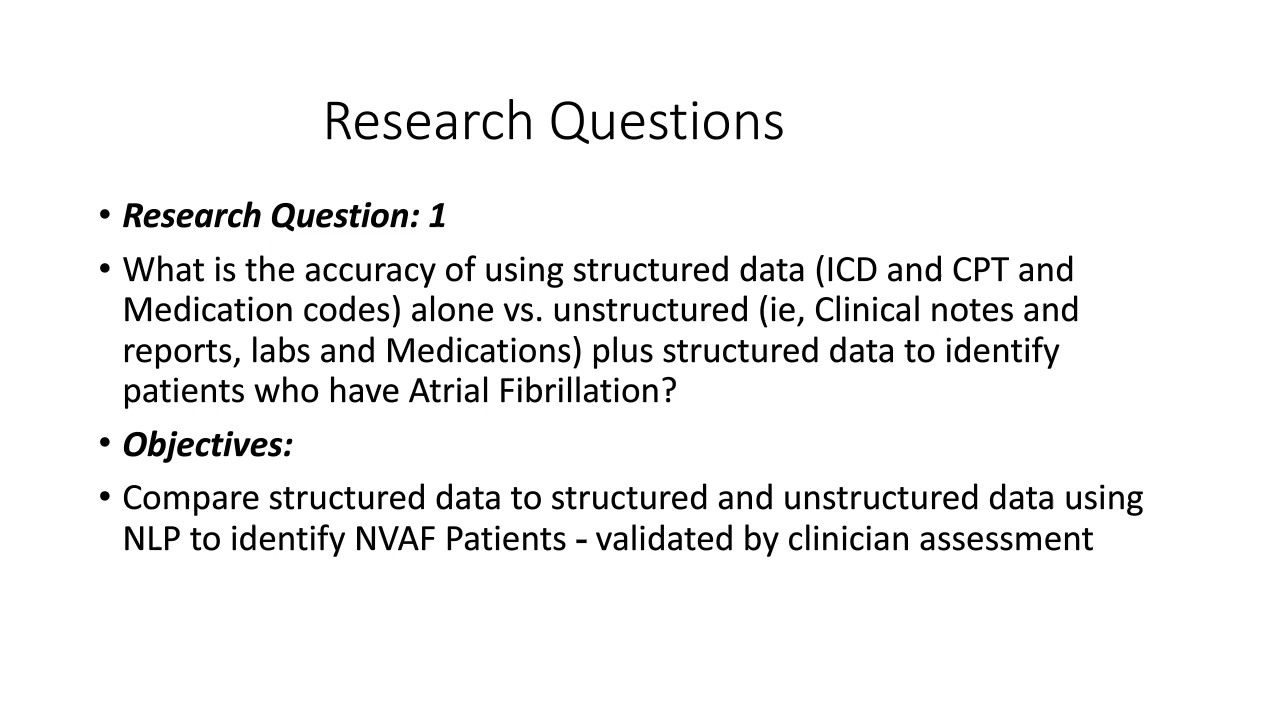 Research Questions
• Research Question: 1
• What is the accuracy of using structured data (ICD and CPT and
Medication codes) alone vs. unstructured (ie, Clinical notes and
reports, labs and Medications) plus structured data to identify
patients who have Atrial Fibrillation?
• Objectives:
• Compare structured data to structured and unstructured data using
NLP to identify NVAF Patients - validated by clinician assessment